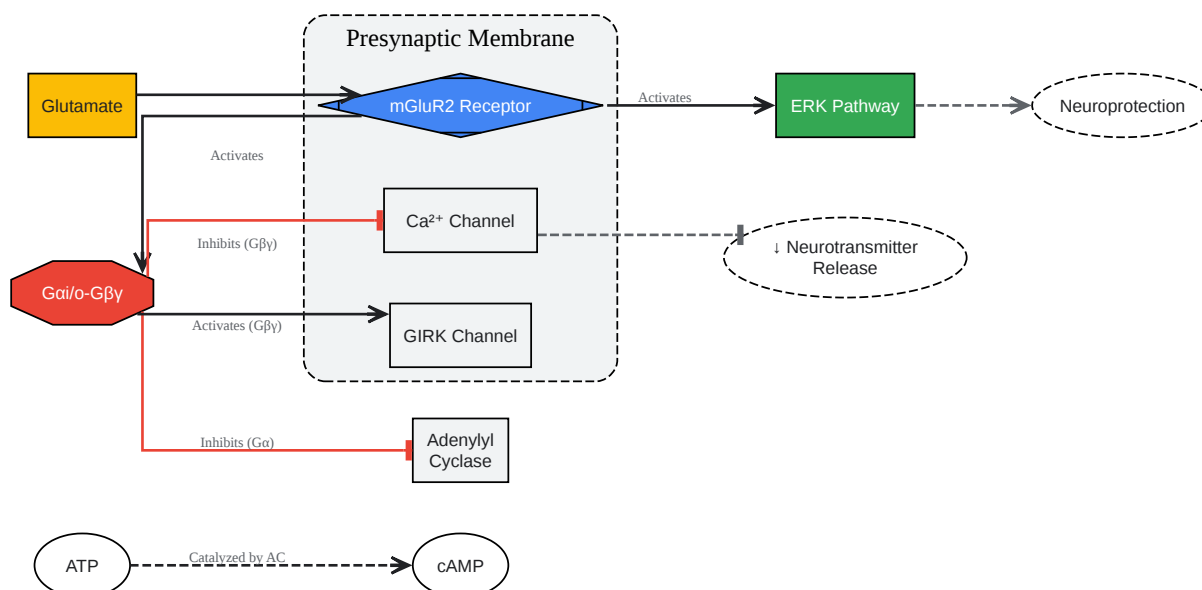 Presynaptic Membrane
Glutamate
mGluR2 Receptor
Activates
ERK Pathway
Neuroprotection
Activates
Ca²⁺ Channel
Inhibits (Gβγ)
↓ Neurotransmitter
Release
Gαi/o-Gβγ
Activates (Gβγ)
GIRK Channel
Adenylyl
Cyclase
Inhibits (Gα)
ATP
Catalyzed by AC
cAMP